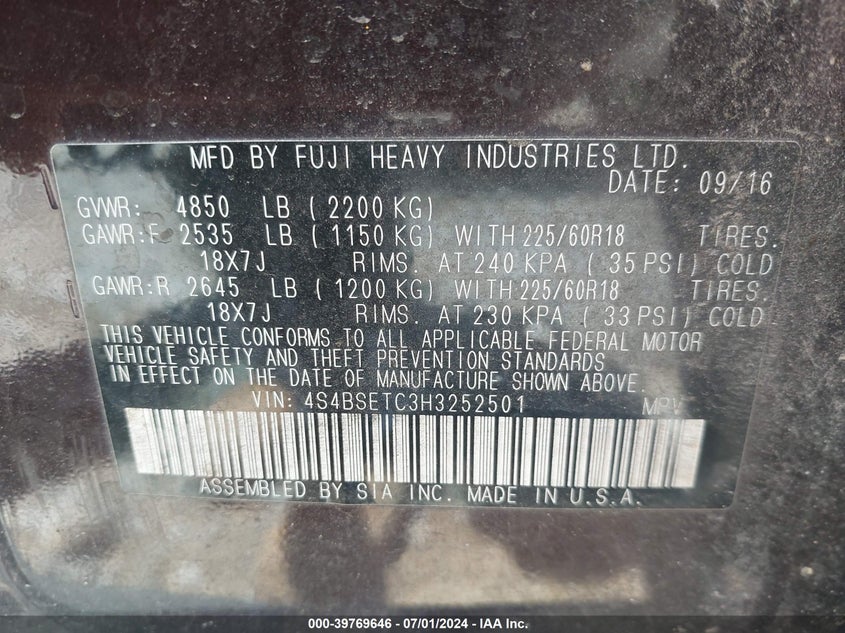 MFD BY FUJI HEAVY INDUSTRIES LTD.
DATE: 09/16
GVWR: 4850 LB ( 2200 KG)
GAWR:F 2535 LB ( 1150 KG) WITH 225/60R18 TIRES.
18X7J RIMS. AT 240 KPA ( 35 PSI) COLD
GAWR:R 2645 LB ( 1200 KG) WITH 225/60R18 TIRES.
18X7J RIMS. AT 230 KPA ( 33 PSI) COLD
THIS VEHICLE CONFORMS TO ALL APPLICABLE FEDERAL MOTOR
VEHICLE SAFETY AND THEFT PREVENTION STANDARDS
IN EFFECT ON THE DATE OF MANUFACTURE SHOWN ABOVE.
VIN: 4S4BSETC3H3252501 MPV
ASSEMBLED BY SIA INC. MADE IN U.S.A.
000-39769646 - 07/01/2024 - IAA Inc.